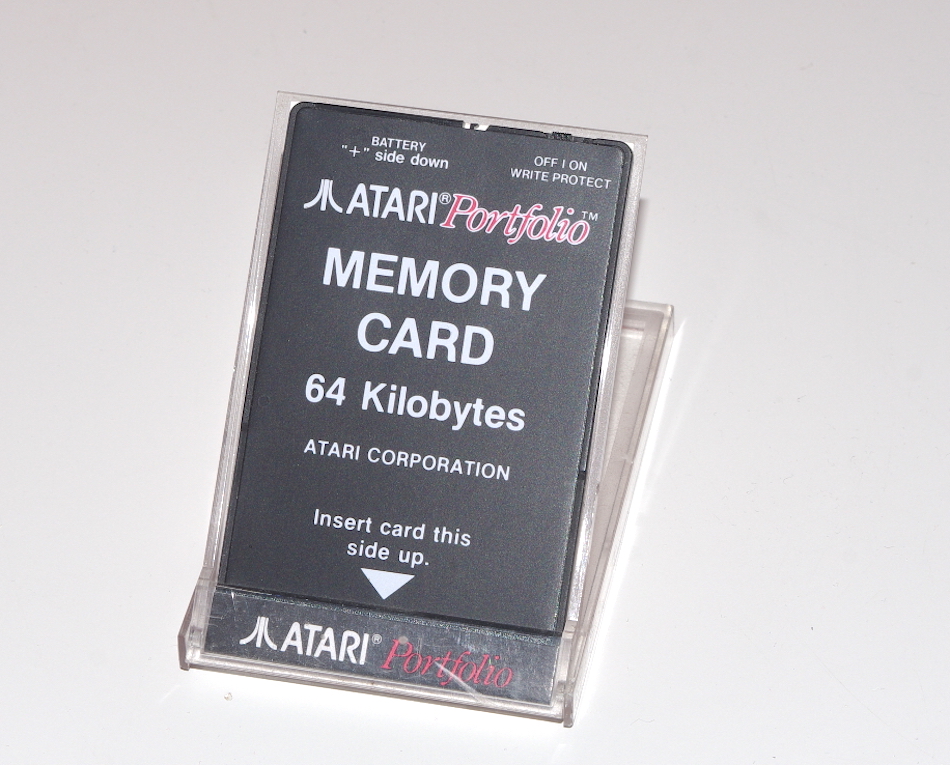 BATTERY
"+" side down
OFF I ON
WRITE PROTECT
ATARI® Portfolio™
MEMORY
CARD
64 Kilobytes
ATARI CORPORATION
Insert card this
side up.
ATARI® Portfolio